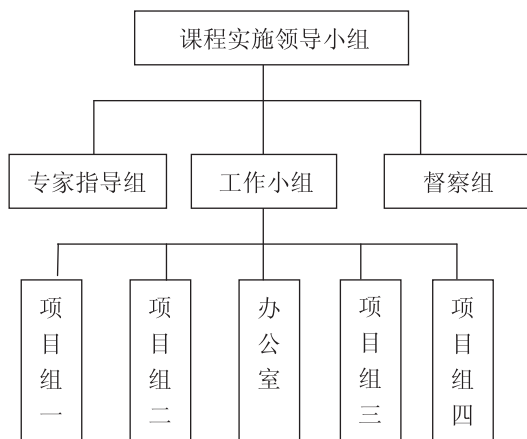 课程实施领导小组
专家指导组
工作小组
督察组
项目组一
项目组二
办公室
项目组三
项目组四